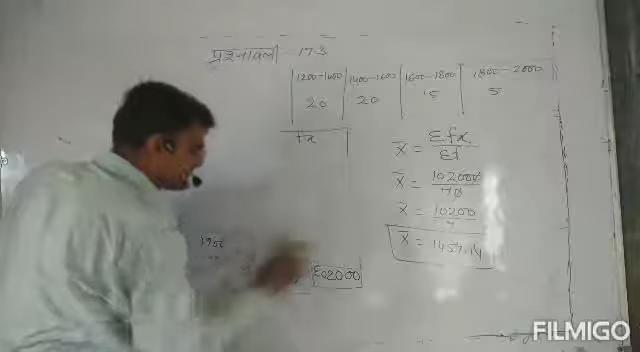 प्रश्नावली - 17.3
1200-1400 1400-1600 1600-1800 1800-2000
20 20 15 5
fx
x̄ = Σfx/Σf
x̄ = 102000/70
x̄ = 10200/7
x̄ = 1457.14
1900
102000
FILMIGO